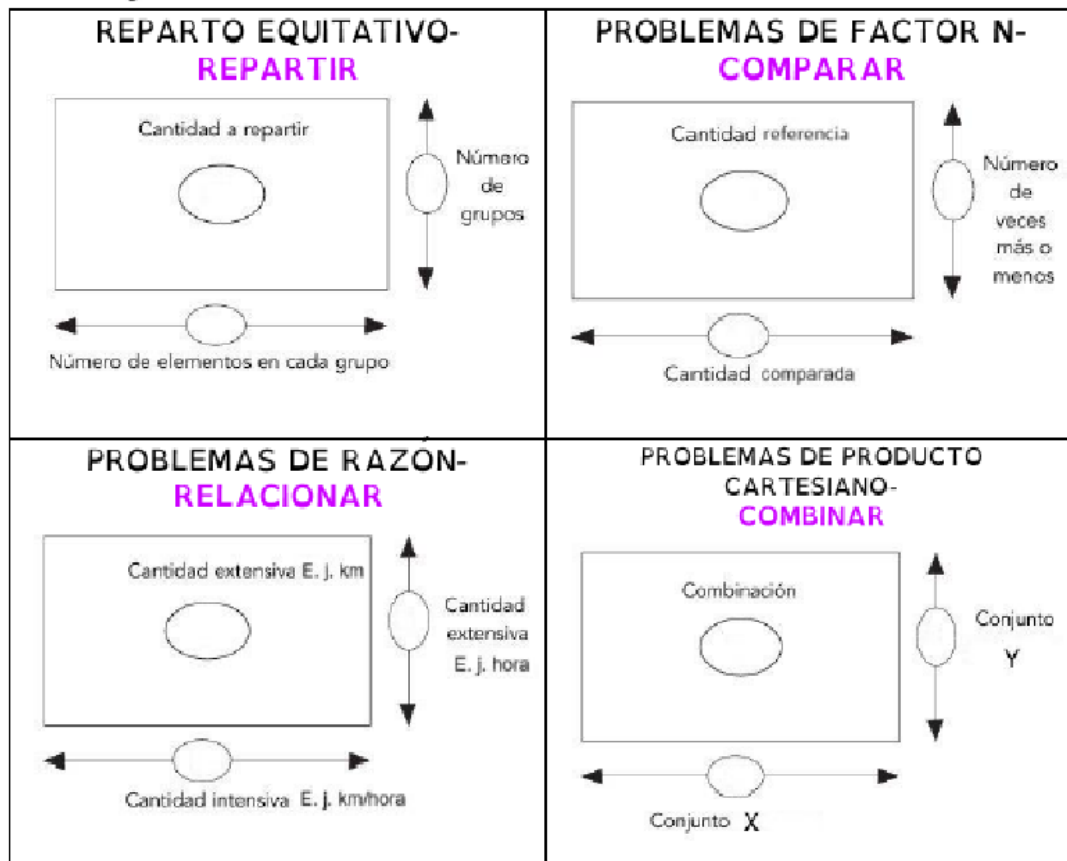 REPARTO EQUITATIVO-
REPARTIR
Cantidad a repartir
Número
de
grupos
Número de elementos en cada grupo
PROBLEMAS DE FACTOR N-
COMPARAR
Cantidad referencia
Número
de
veces
más o
menos
Cantidad comparada
PROBLEMAS DE RAZÓN-
RELACIONAR
Cantidad extensiva E. j. km
Cantidad
extensiva
E. j. hora
Cantidad intensiva E. j. km/hora
PROBLEMAS DE PRODUCTO
CARTESIANO-
COMBINAR
Combinación
Conjunto
Y
Conjunto X